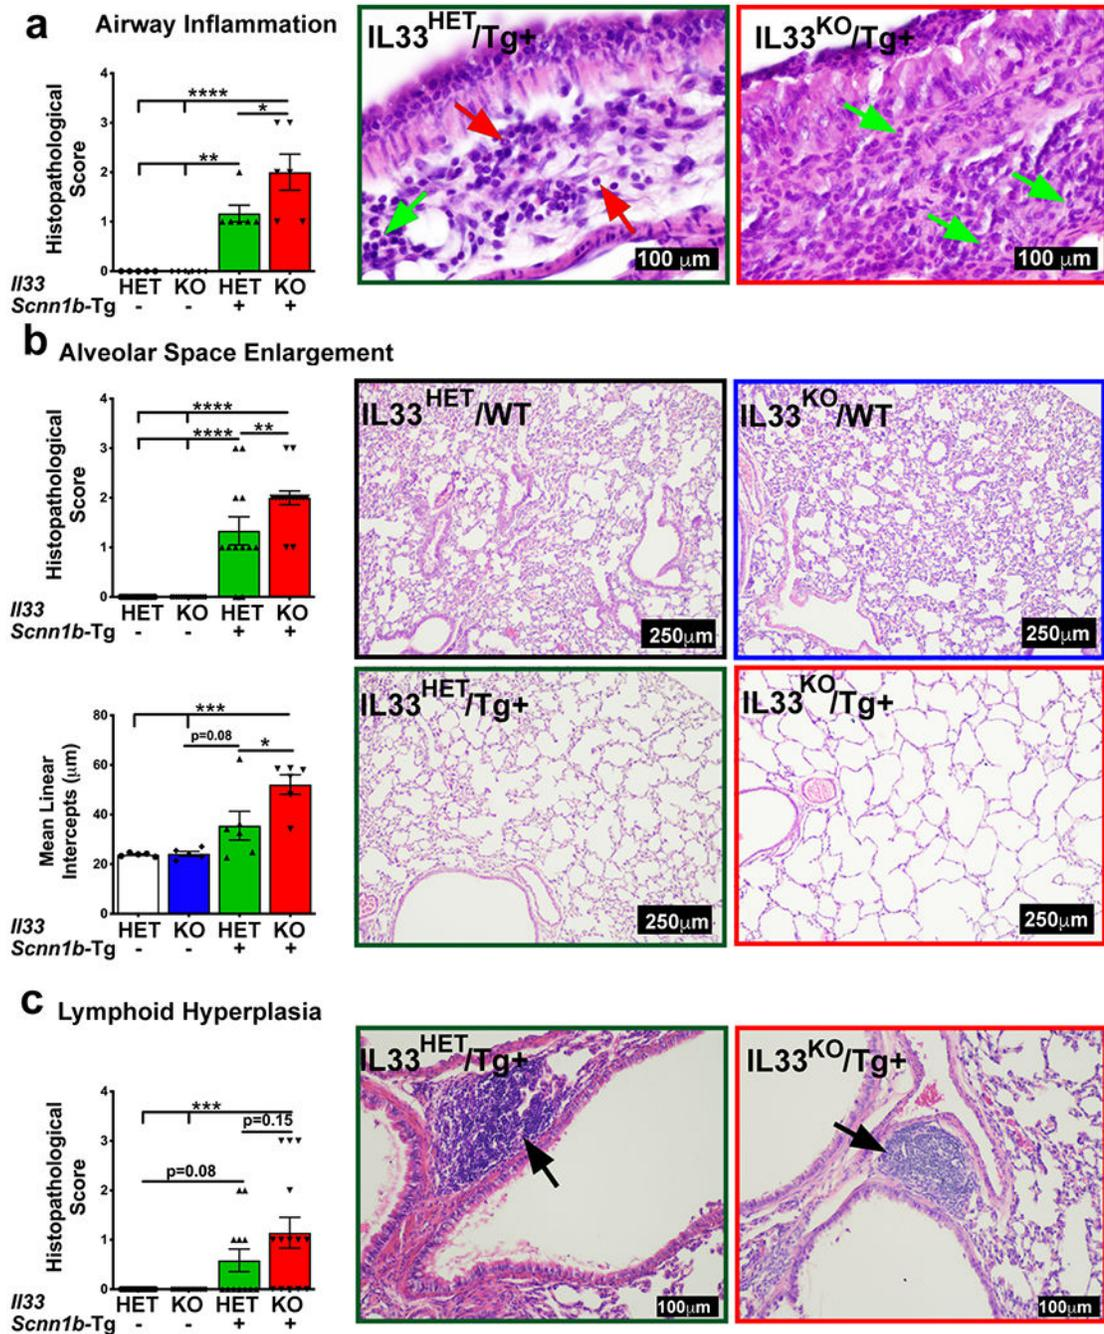 a Airway Inflammation
4
3
2
1
0
Histopathological
Score
****
*
**
Il33 HET KO HET KO
Scnn1b-Tg - - + +
IL33HET/Tg+
100 µm
IL33KO/Tg+
100 µm
b Alveolar Space Enlargement
4
3
2
1
0
Histopathological
Score
****
**
****
Il33 HET KO HET KO
Scnn1b-Tg - - + +
IL33HET/WT
250µm
IL33KO/WT
250µm
80
60
40
20
0
Mean Linear
Intercepts (µm)
***
p=0.08
*
Il33 HET KO HET KO
Scnn1b-Tg - - + +
IL33HET/Tg+
250µm
IL33KO/Tg+
250µm
c Lymphoid Hyperplasia
4
3
2
1
0
Histopathological
Score
***
p=0.15
p=0.08
Il33 HET KO HET KO
Scnn1b-Tg - - + +
IL33HET/Tg+
100µm
IL33KO/Tg+
100µm